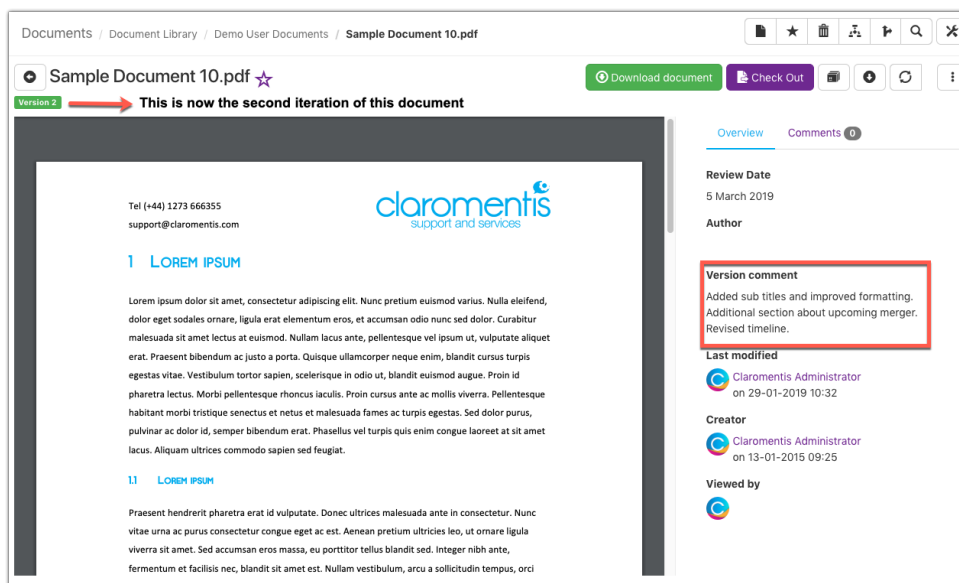 Documents / Document Library / Demo User Documents / Sample Document 10.pdf
Sample Document 10.pdf
Download document
Check Out
Version 2
This is now the second iteration of this document
Tel (+44) 1273 666355
support@claromentis.com
claromentis
support and services
1 LOREM IPSUM
Lorem ipsum dolor sit amet, consectetur adipiscing elit. Nunc pretium euismod varius. Nulla eleifend,
dolor eget sodales ornare, ligula erat elementum eros, et accumsan odio nunc sed dolor. Curabitur
malesuada sit amet lectus at euismod. Nullam lacus ante, pellentesque vel ipsum ut, vulputate aliquet
erat. Praesent bibendum ac justo a porta. Quisque ullamcorper neque enim, blandit cursus turpis
egestas vitae. Vestibulum tortor sapien, scelerisque in odio ut, blandit euismod augue. Proin id
pharetra lectus. Morbi pellentesque rhoncus iaculis. Proin cursus ante ac mollis viverra. Pellentesque
habitant morbi tristique senectus et netus et malesuada fames ac turpis egestas. Sed dolor purus,
pulvinar ac dolor id, semper bibendum erat. Phasellus vel turpis quis enim congue laoreet at sit amet
lacus. Aliquam ultrices commodo sapien sed feugiat.
1.1 LOREM IPSUM
Praesent hendrerit pharetra erat id vulputate. Donec ultrices malesuada ante in consectetur. Nunc
vitae urna ac purus consectetur congue eget ac est. Aenean pretium ultricies leo, ut ornare ligula
viverra sit amet. Sed accumsan eros massa, eu porttitor tellus blandit sed. Integer nibh ante,
fermentum et facilisis nec, blandit sit amet est. Nullam vestibulum, arcu a sollicitudin tempus, orci
Overview
Comments 0
Review Date
5 March 2019
Author
Version comment
Added sub titles and improved formatting.
Additional section about upcoming merger.
Revised timeline.
Last modified
Claromentis Administrator
on 29-01-2019 10:32
Creator
Claromentis Administrator
on 13-01-2015 09:25
Viewed by